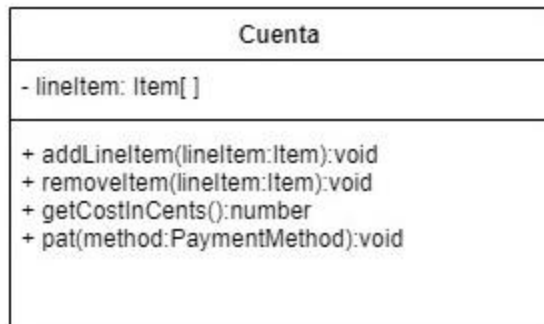 Cuenta
- lineItem: Item[ ]
+ addLineItem(lineItem:Item):void
+ removeItem(lineItem:Item):void
+ getCostInCents():number
+ pat(method:PaymentMethod):void